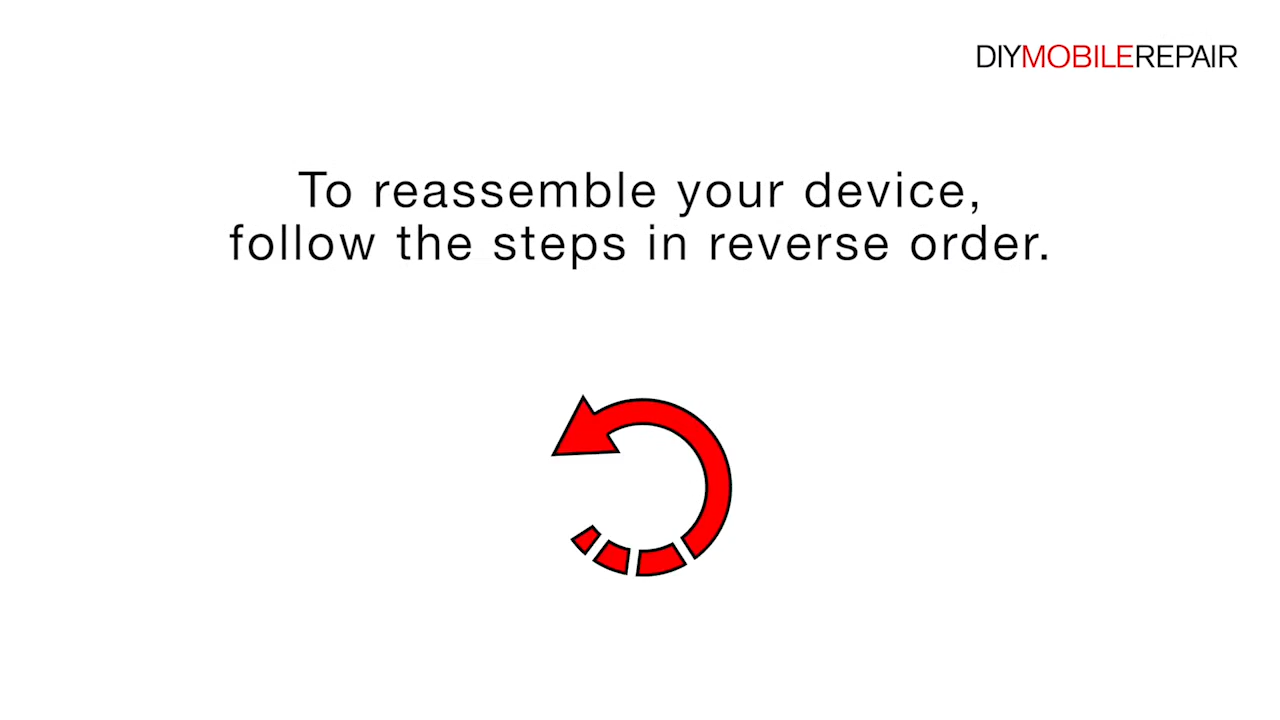 DIYMOBILEREPAIR
To reassemble your device,
follow the steps in reverse order.